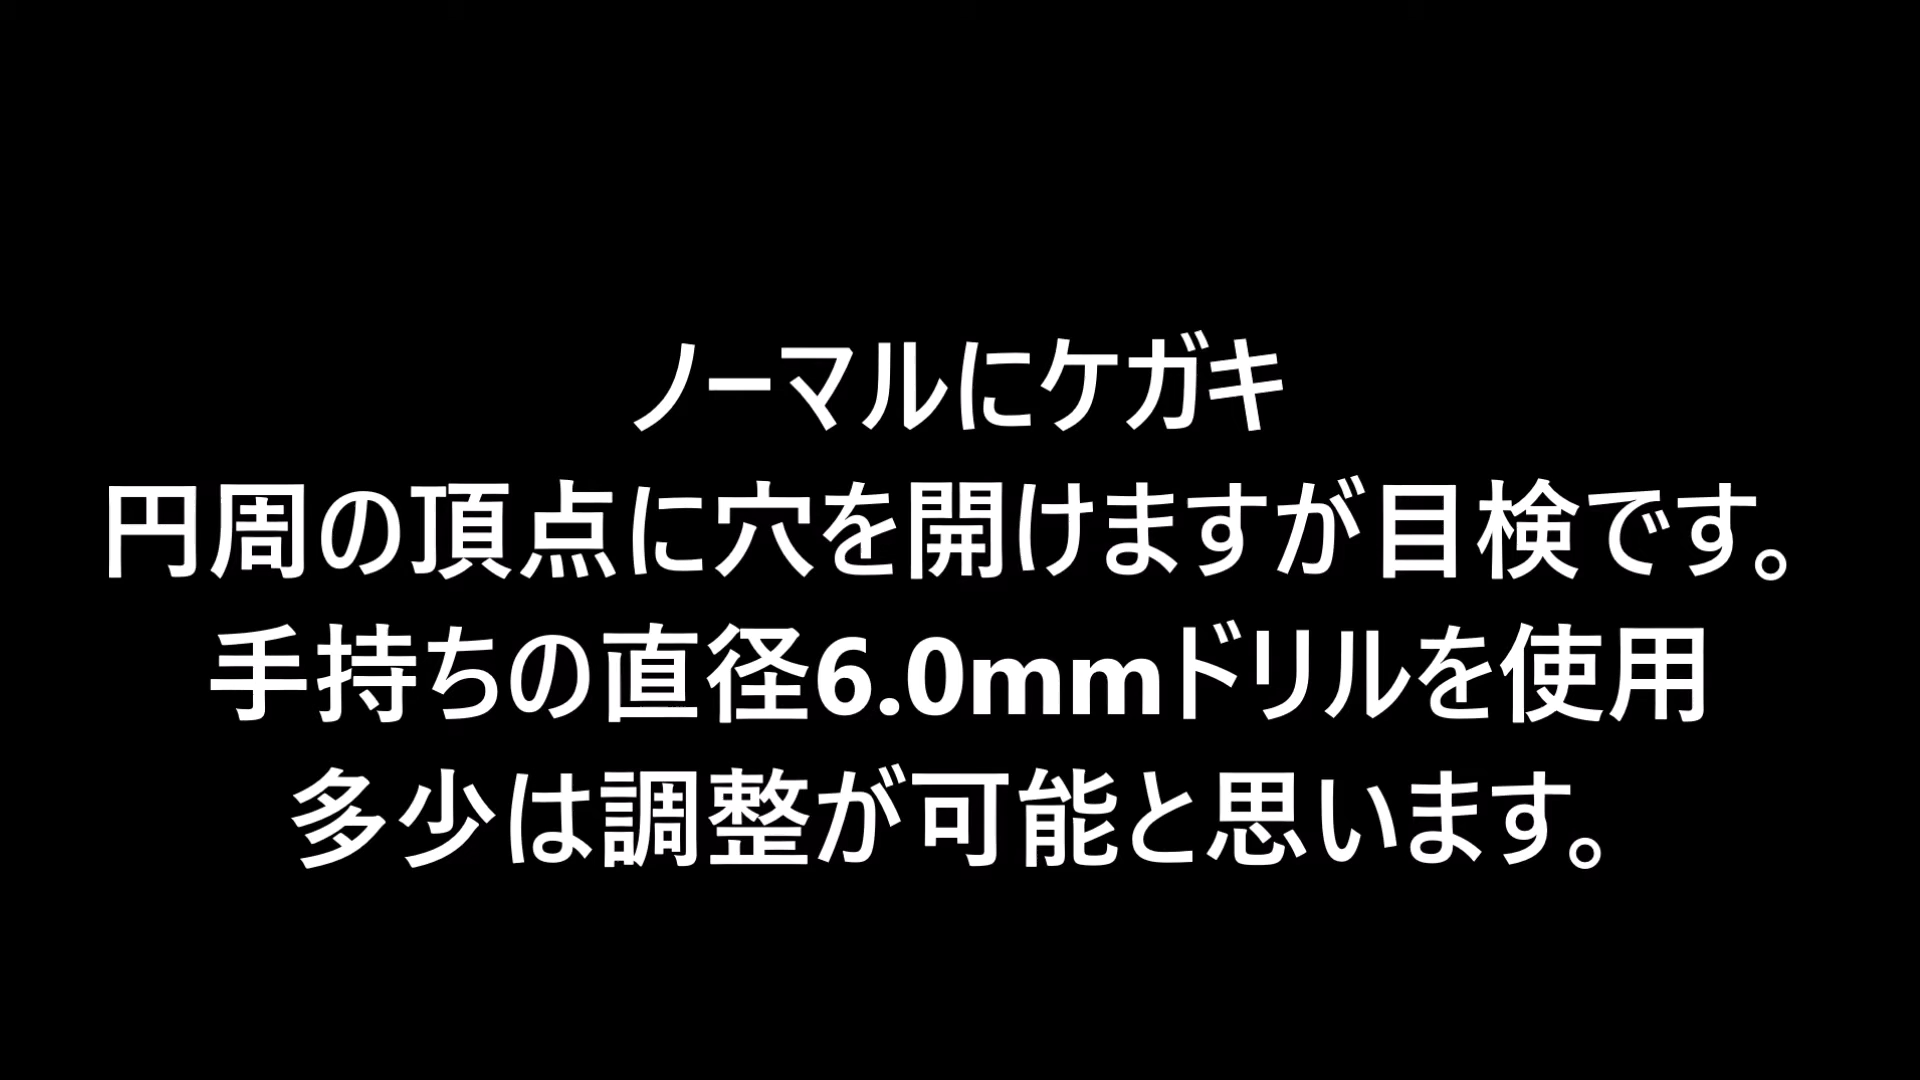 ノーマルにケガキ
円周の頂点に穴を開けますが目検です。
手持ちの直径6.0mmドリルを使用
多少は調整が可能と思います。